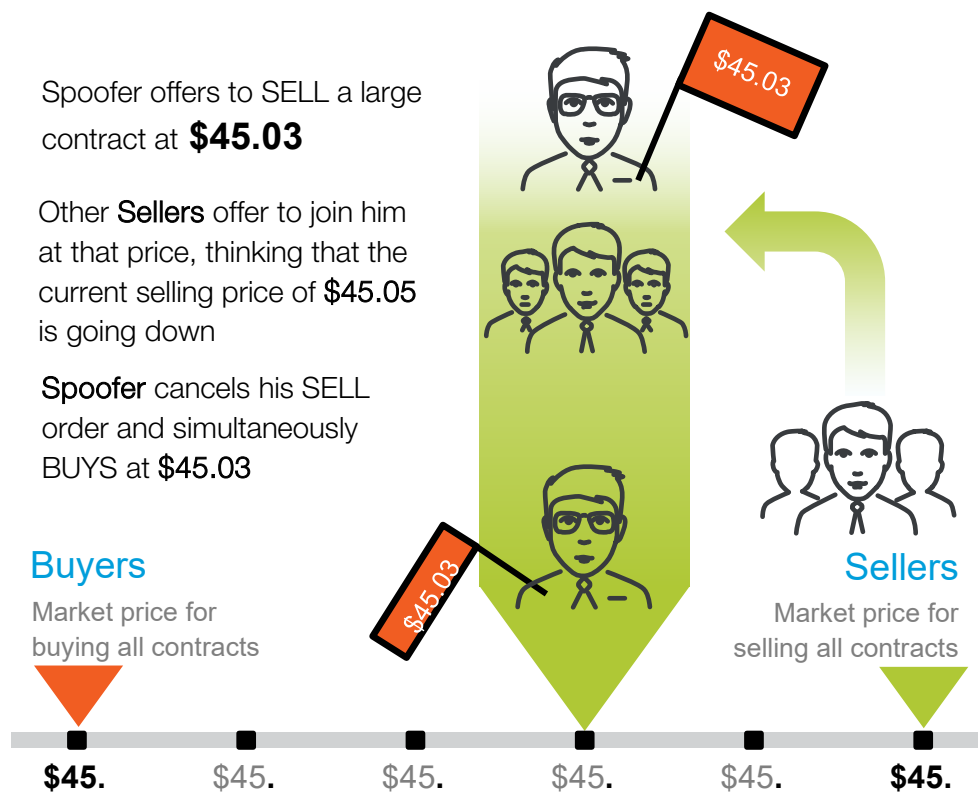 Spoofer offers to SELL a large
contract at $45.03
$45.03
Other Sellers offer to join him
at that price, thinking that the
current selling price of $45.05
is going down
Spoofer cancels his SELL
order and simultaneously
BUYS at $45.03
$45.03
Buyers
Market price for
buying all contracts
Sellers
Market price for
selling all contracts
$45. $45. $45. $45. $45. $45.